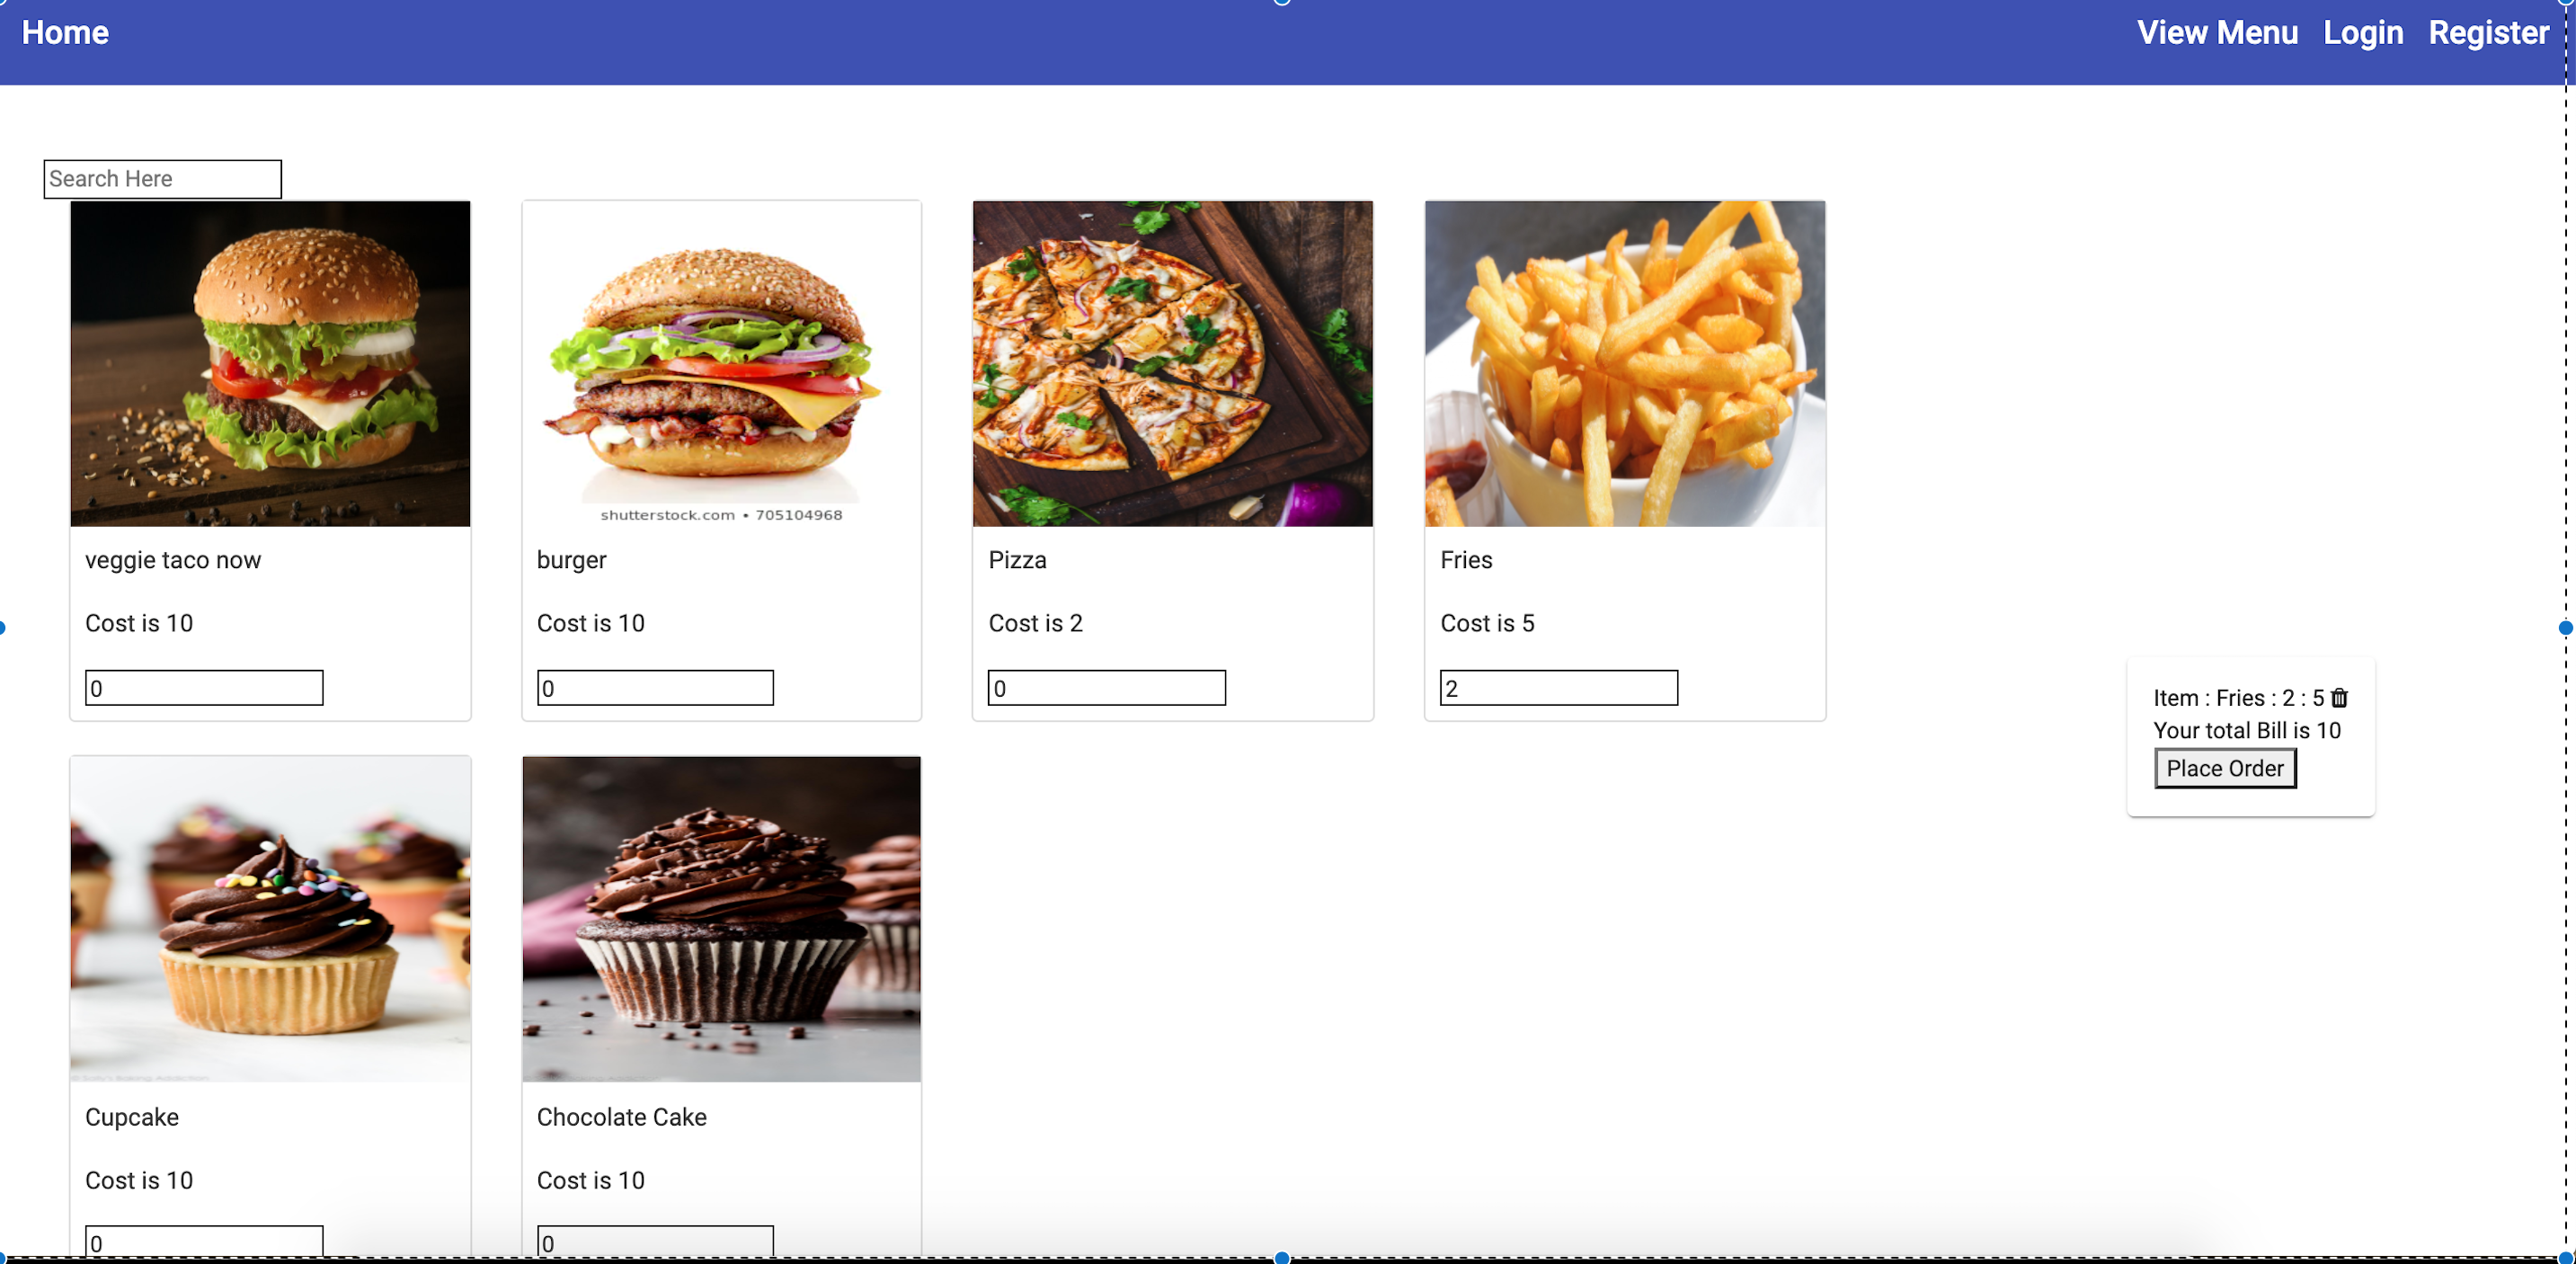 Home View Menu Login Register
Search Here
shutterstock.com • 705104968
veggie taco now
Cost is 10
0
burger
Cost is 10
0
Pizza
Cost is 2
0
Fries
Cost is 5
2
Item : Fries : 2 : 5
Your total Bill is 10
Place Order
Cupcake
Cost is 10
0
Chocolate Cake
Cost is 10
0